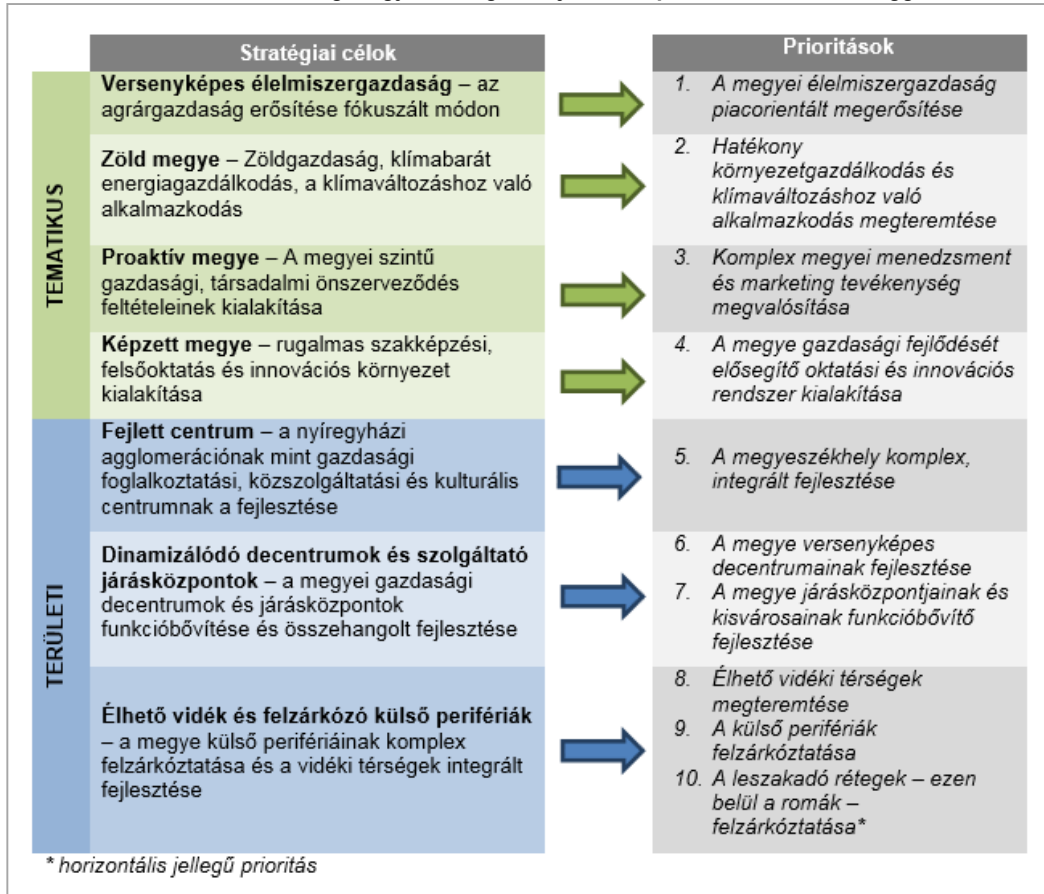 Stratégiai célok
Prioritások
TEMATIKUS
Versenyképes élelmiszergazdaság – az
agrárgazdaság erősítése fókuszált módon
1. A megyei élelmiszergazdaság
piacorientált megerősítése
Zöld megye – Zöldgazdaság, klímabarát
energiagazdálkodás, a klímaváltozáshoz való
alkalmazkodás
2. Hatékony
környezetgazdálkodás és
klímaváltozáshoz való
alkalmazkodás megteremtése
Proaktív megye – A megyei szintű
gazdasági, társadalmi önszerveződés
feltételeinek kialakítása
3. Komplex megyei menedzsment
és marketing tevékenység
megvalósítása
Képzett megye – rugalmas szakképzési,
felsőoktatás és innovációs környezet
kialakítása
4. A megye gazdasági fejlődését
elősegítő oktatási és innovációs
rendszer kialakítása
TERÜLETI
Fejlett centrum – a nyíregyházi
agglomerációnak mint gazdasági
foglalkoztatási, közszolgáltatási és kulturális
centrumnak a fejlesztése
5. A megyeszékhely komplex,
integrált fejlesztése
Dinamizálódó decentrumok és szolgáltató
járásközpontok – a megyei gazdasági
decentrumok és járásközpontok
funkcióbővítése és összehangolt fejlesztése
6. A megye versenyképes
decentrumainak fejlesztése
7. A megye járásközpontjainak és
kisvárosainak funkcióbővítő
fejlesztése
Élhető vidék és felzárkózó külső perifériák
– a megye külső perifériáinak komplex
felzárkóztatása és a vidéki térségek integrált
fejlesztése
8. Élhető vidéki térségek
megteremtése
9. A külső perifériák
felzárkóztatása
10. A leszakadó rétegek – ezen
belül a romák –
felzárkóztatása*
* horizontális jellegű prioritás